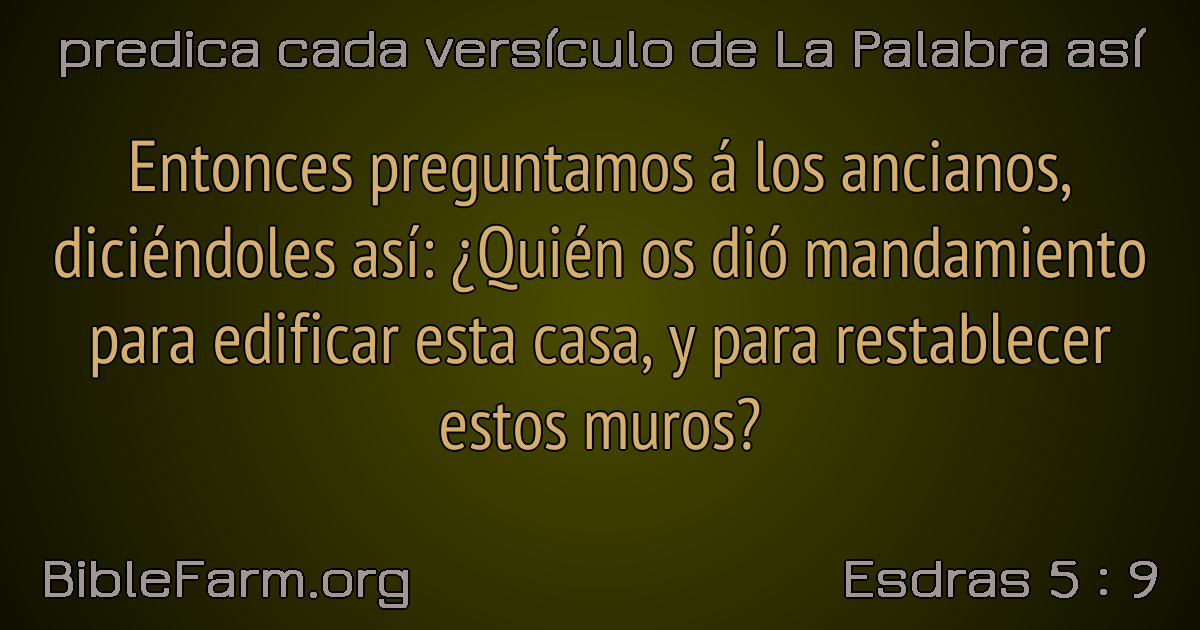 predica cada versículo de La Palabra así
Entonces preguntamos á los ancianos,
diciéndoles así: ¿Quién os dió mandamiento
para edificar esta casa, y para restablecer
estos muros?
BibleFarm.org
Esdras 5 : 9